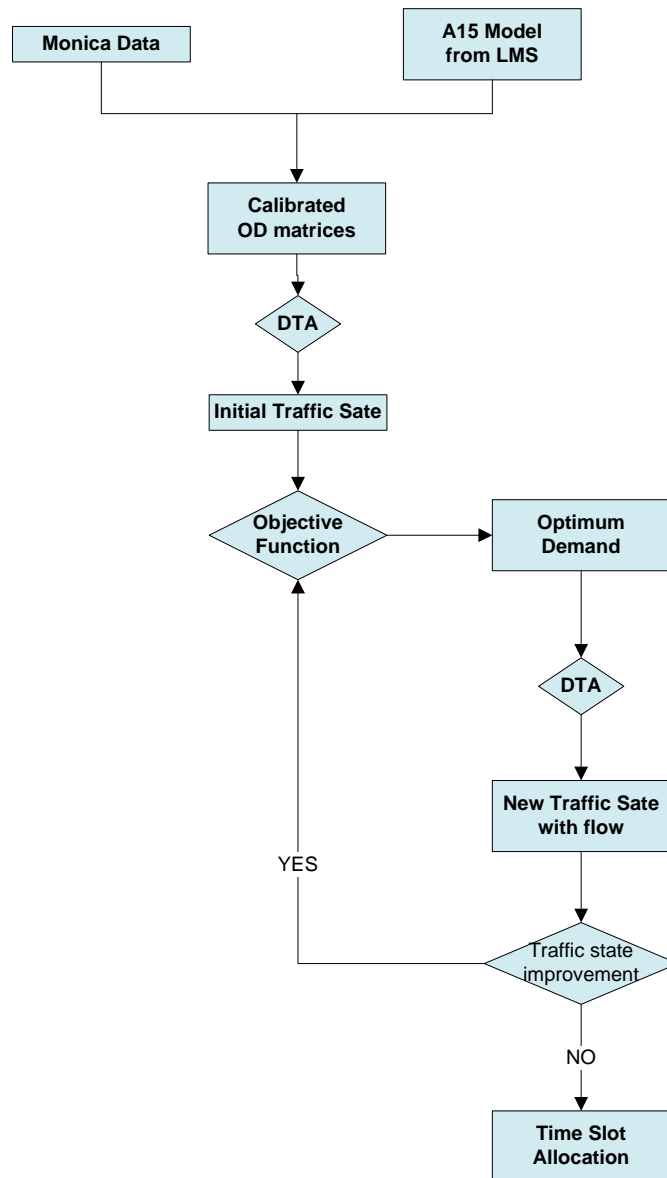 Monica Data
A15 Model
from LMS
Calibrated
OD matrices
DTA
Initial Traffic Sate
Objective
Function
Optimum
Demand
DTA
New Traffic Sate
with flow
YES
Traffic state
improvement
NO
Time Slot
Allocation